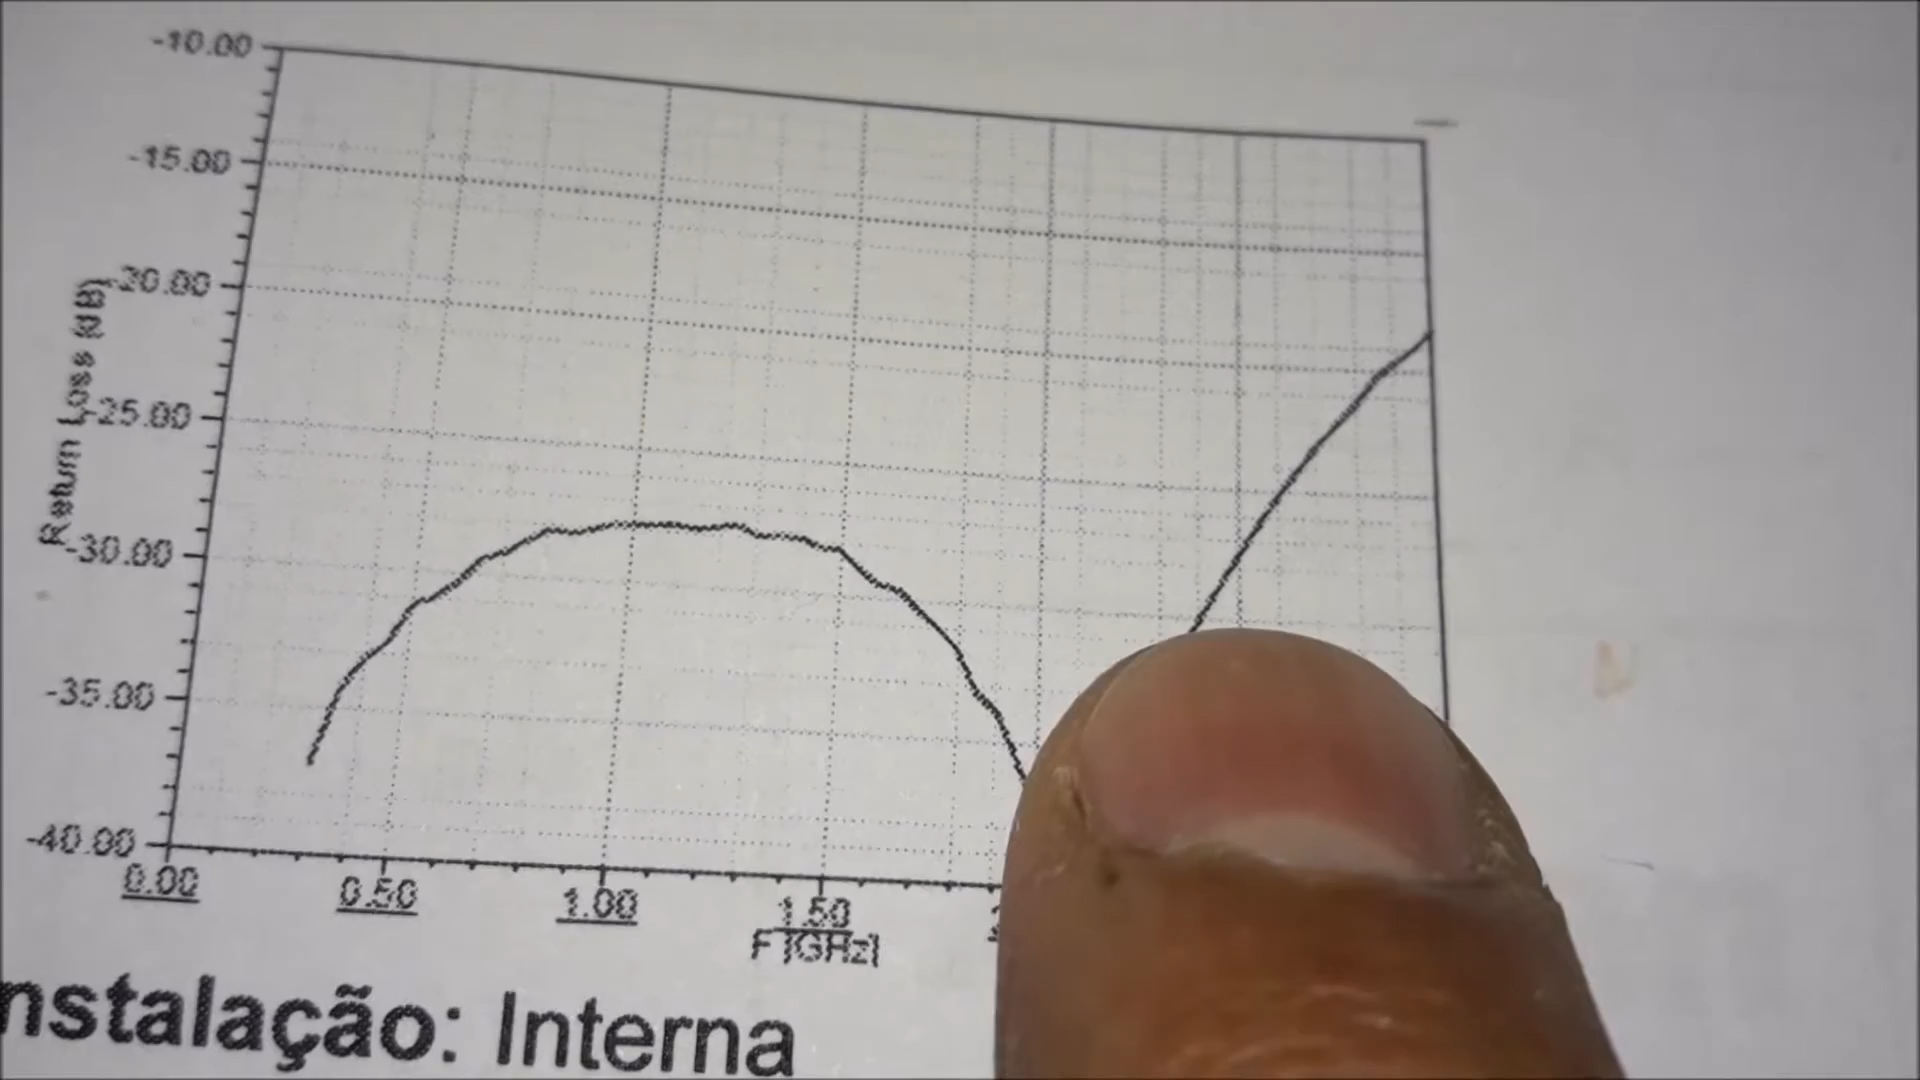 -10.00
-15.00
-20.00
-25.00
-30.00
-35.00
-40.00
Return Loss (dB)
0.00 0.50 1.00 1.50
F [GHz]
nstalação: Interna